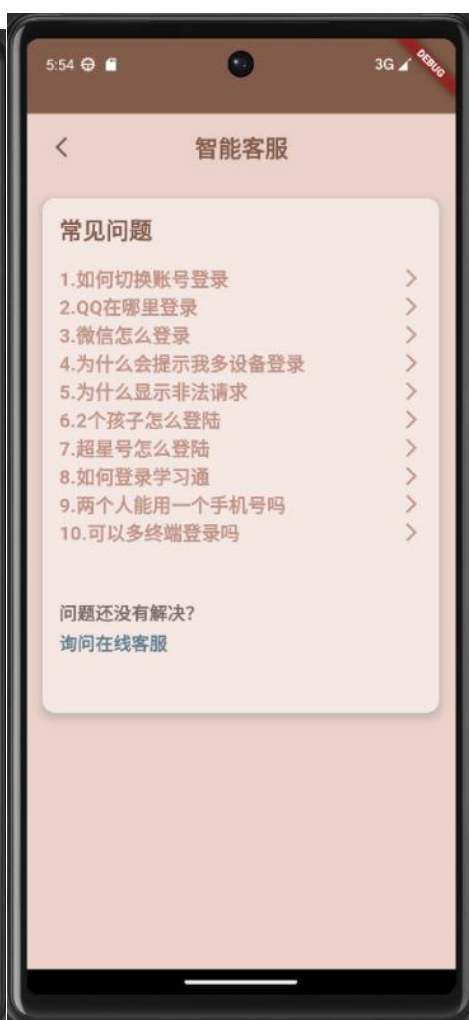 5:54
3G
DEBUG
智能客服
常见问题
1.如何切换账号登录
2.QQ在哪里登录
3.微信怎么登录
4.为什么会提示我多设备登录
5.为什么显示非法请求
6.2个孩子怎么登陆
7.超星号怎么登陆
8.如何登录学习通
9.两个人能用一个手机号吗
10.可以多终端登录吗
问题还没有解决?
询问在线客服